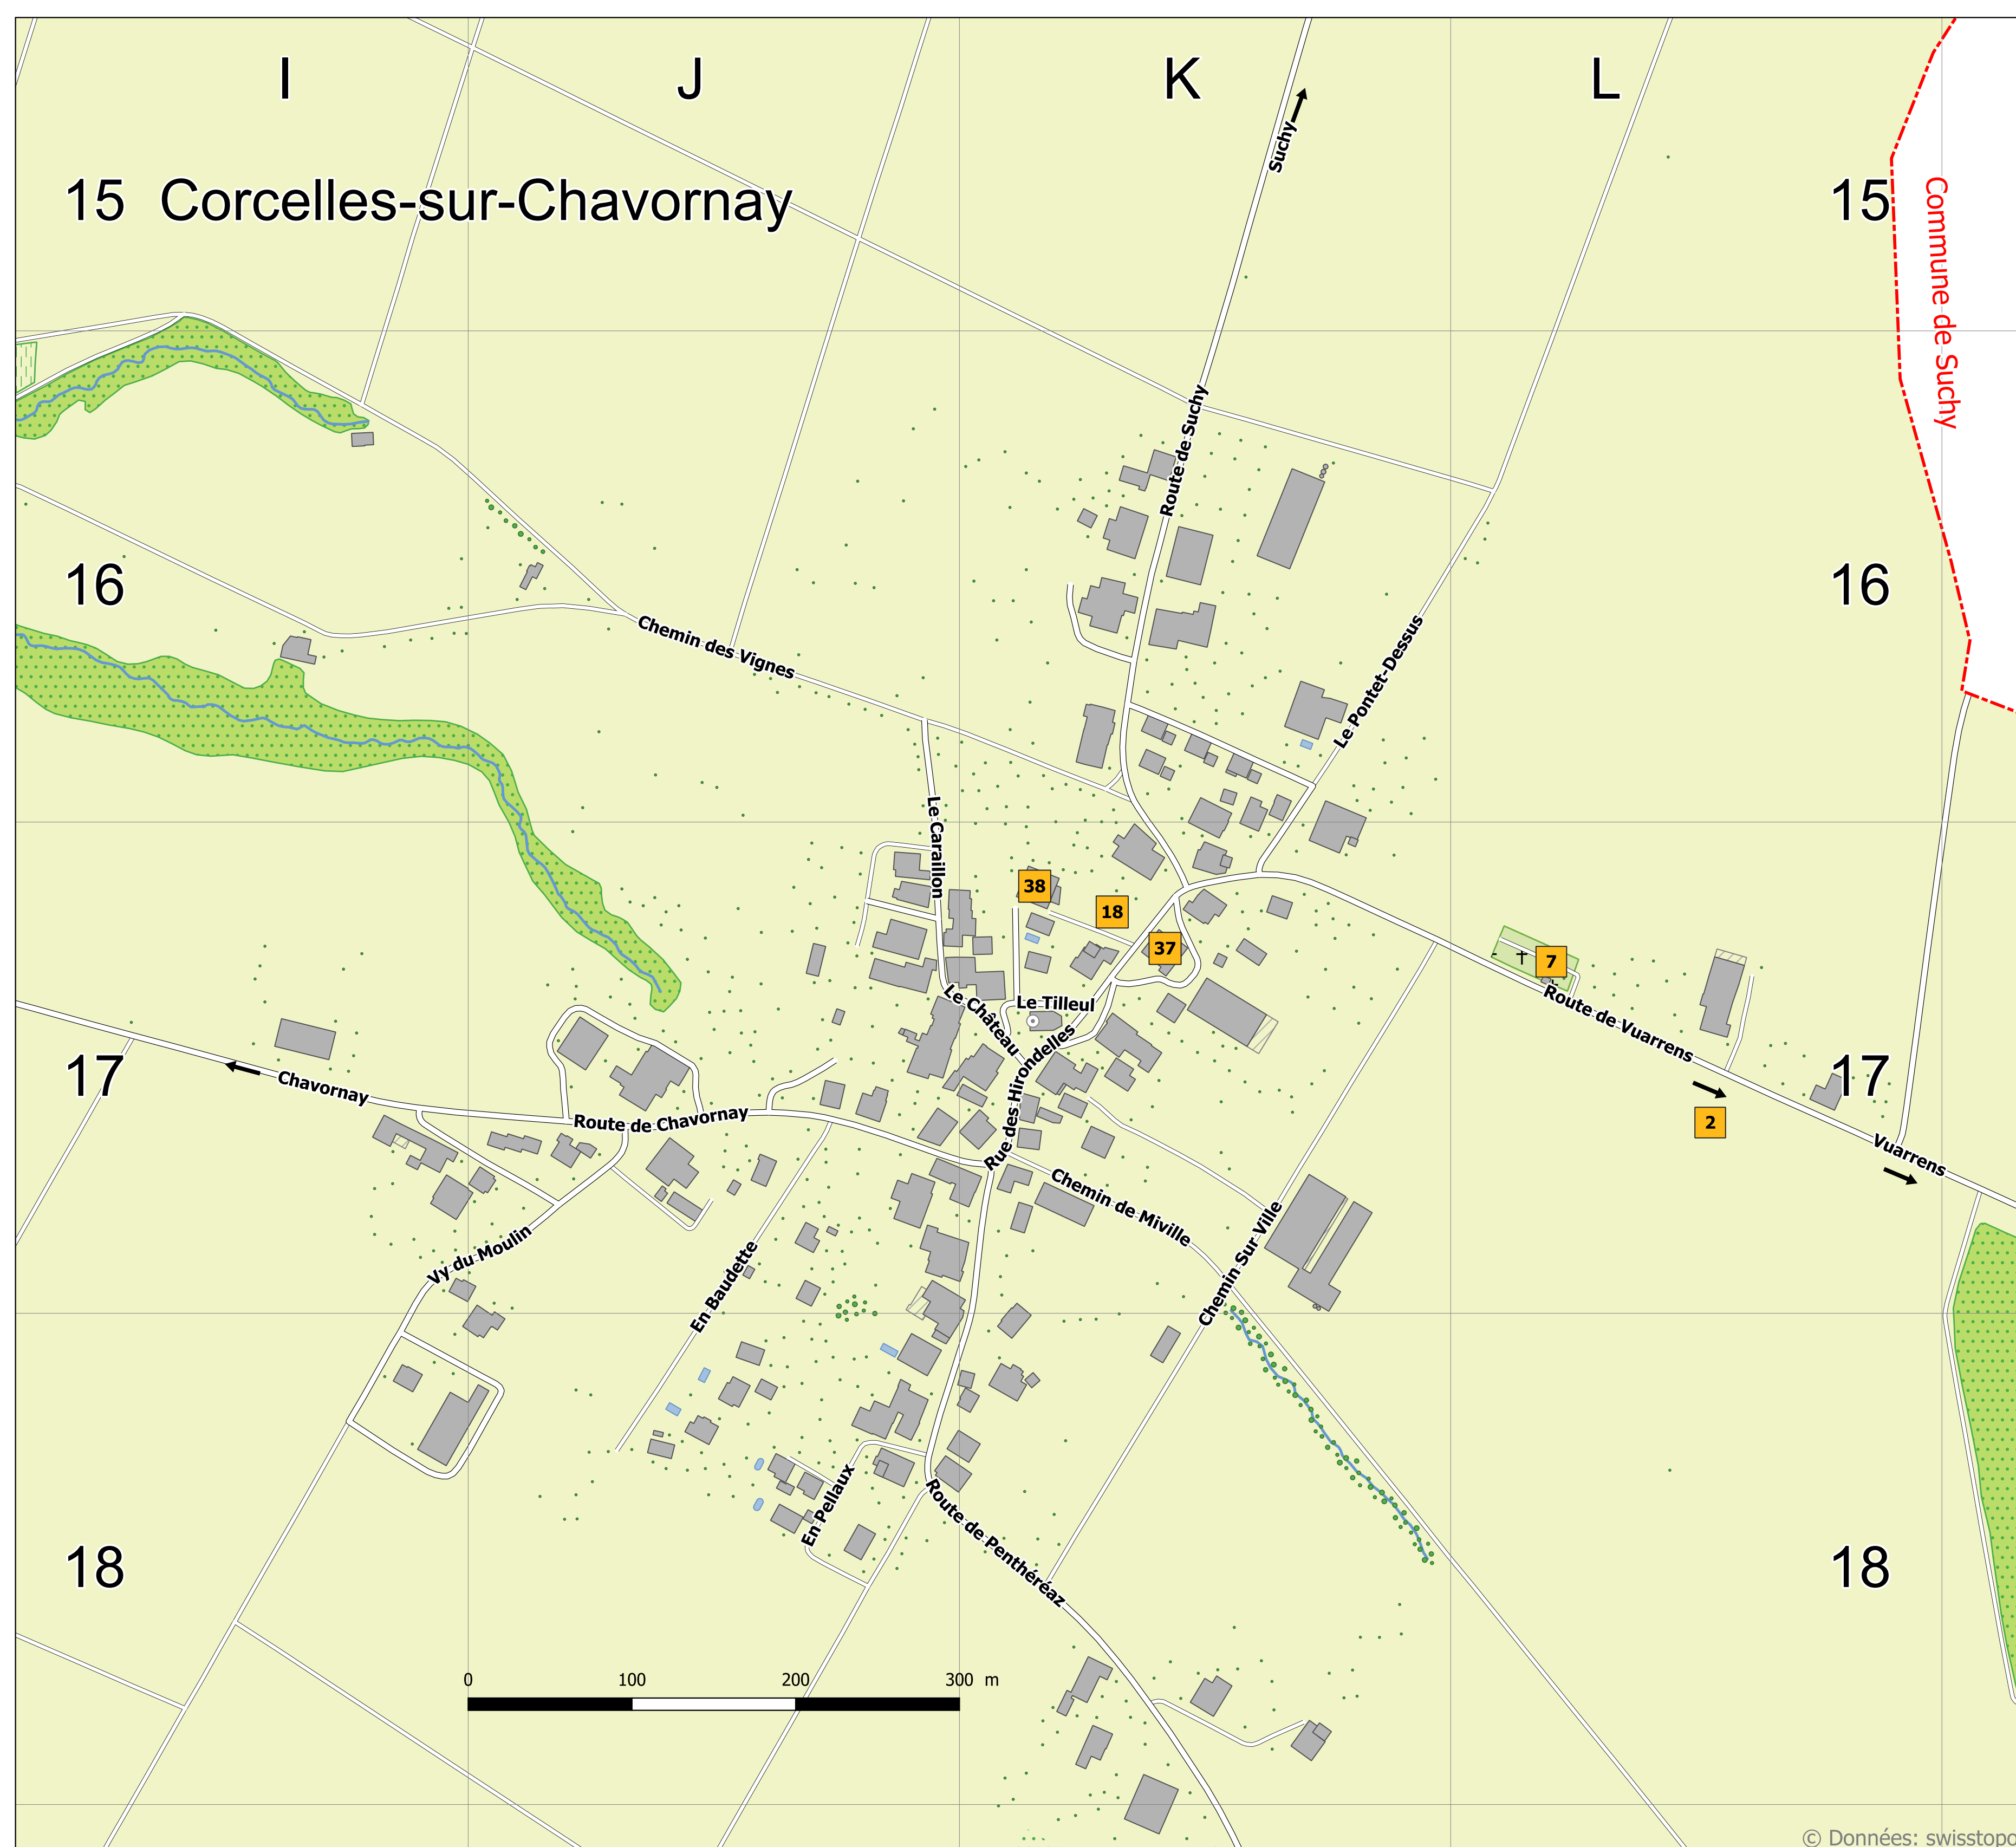 I J K L
Suchy
15 Corcelles-sur-Chavornay 15
Commune de Suchy
Route de Suchy
16 16
Chemin des Vignes
Le Pontet-Dessus
Le Caraillon
38
18
37
7
Le Château
Le Tilleul
Route de Vuarrens
17 17
Chavornay
Route de Chavornay
Rue des Hirondelles
2
Vuarrens
Chemin de Miville
Vy du Moulin
En Baudette
Chemin Sur Ville
En Pellaux
Route de Penthéréaz
18 18
0 100 200 300 m
© Données: swisstopo